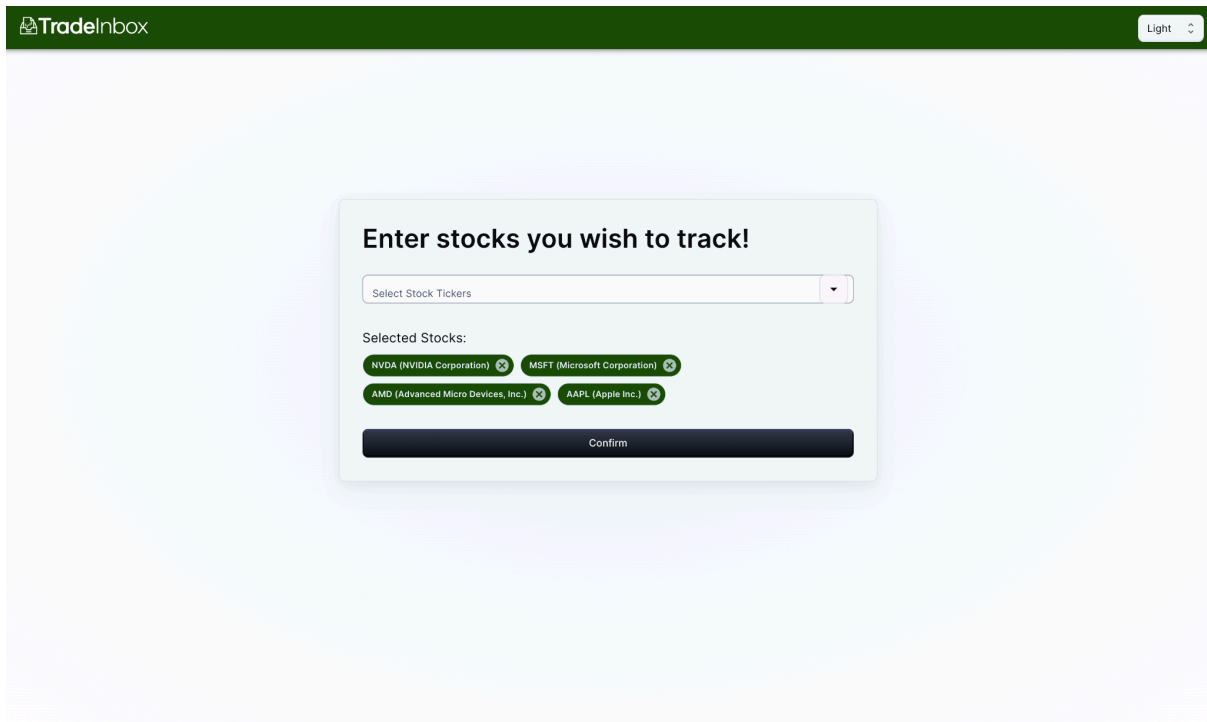 TradeInbox
Light
Enter stocks you wish to track!
Select Stock Tickers
Selected Stocks:
NVDA (NVIDIA Corporation)
MSFT (Microsoft Corporation)
AMD (Advanced Micro Devices, Inc.)
AAPL (Apple Inc.)
Confirm